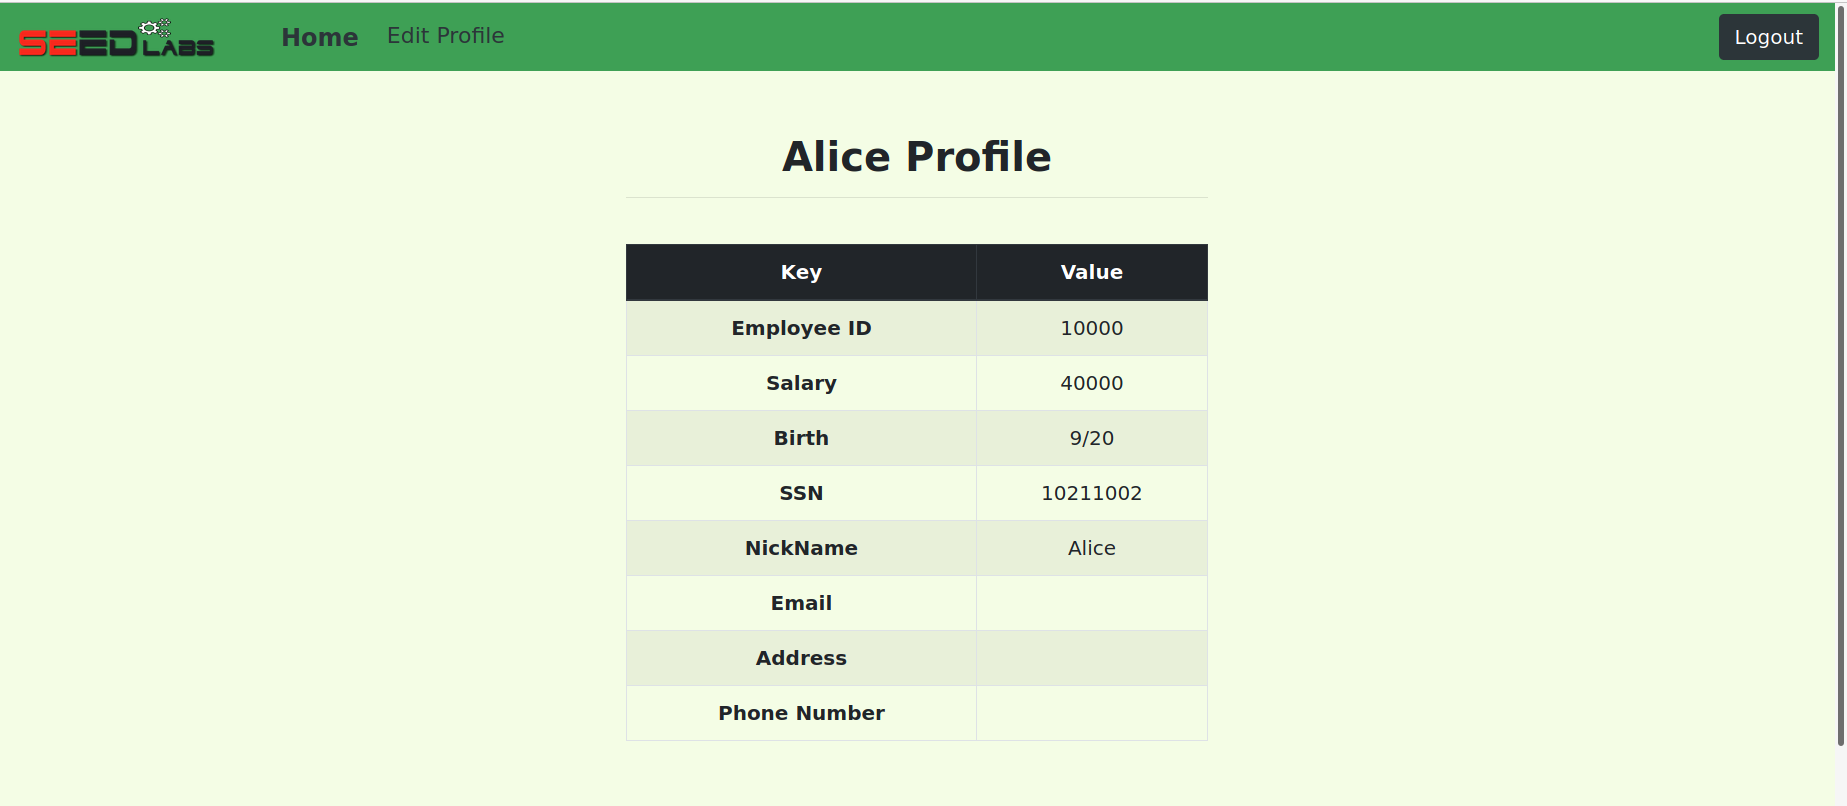 SEED LABS Home Edit Profile Logout
Alice Profile
Key Value
Employee ID 10000
Salary 40000
Birth 9/20
SSN 10211002
NickName Alice
Email
Address
Phone Number